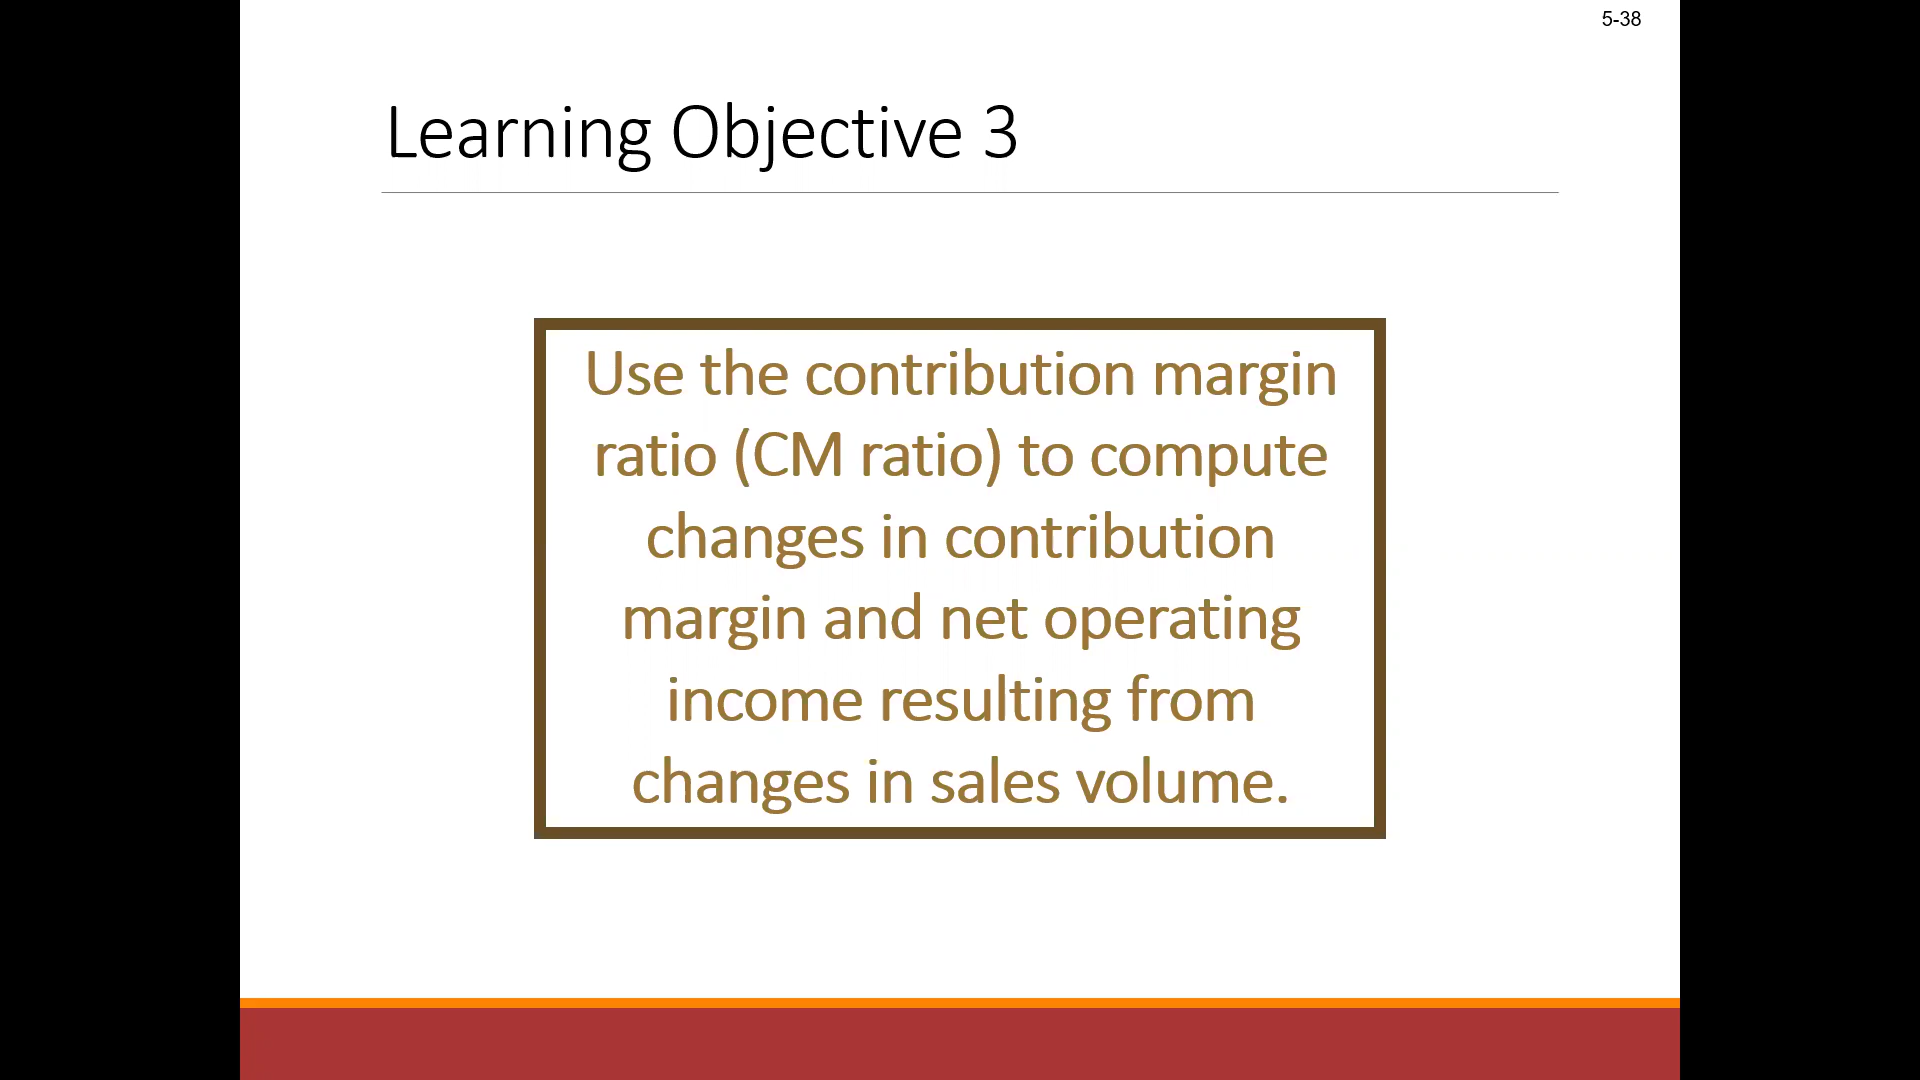 5-38
Learning Objective 3
Use the contribution margin
ratio (CM ratio) to compute
changes in contribution
margin and net operating
income resulting from
changes in sales volume.